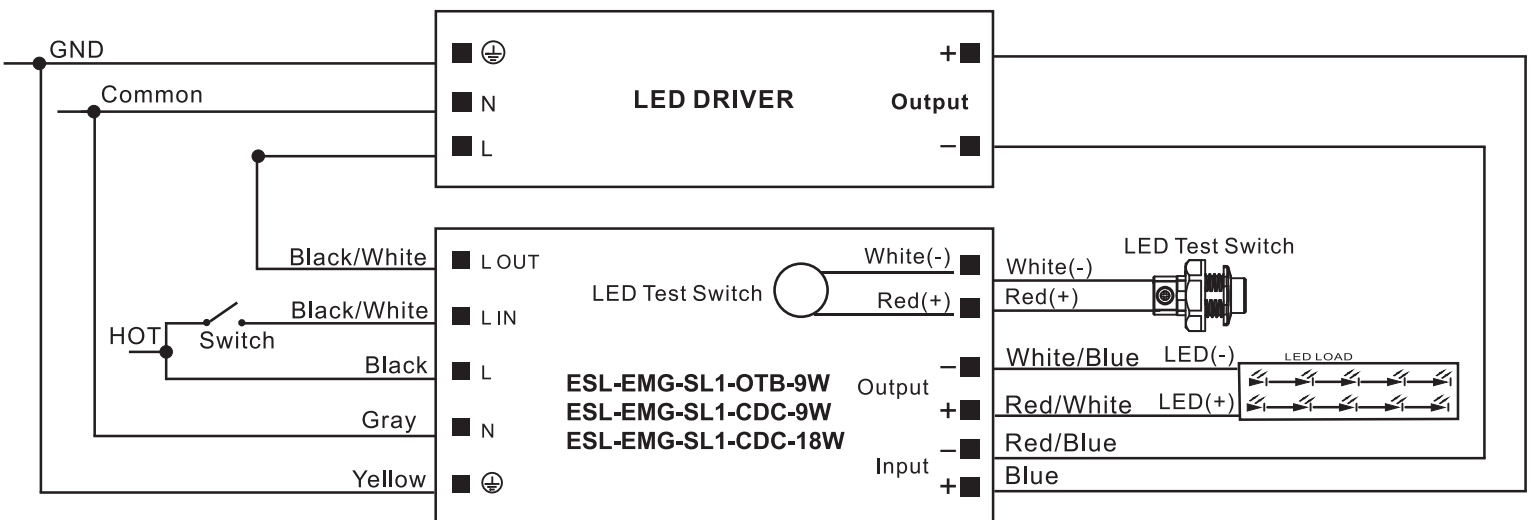 GND
Common
N
L
LED DRIVER
+
Output
−
Black/White
L OUT
Black/White
L IN
HOT
Switch
Black
L
Gray
N
Yellow
LED Test Switch
White(-)
Red(+)
ESL-EMG-SL1-OTB-9W
ESL-EMG-SL1-CDC-9W
ESL-EMG-SL1-CDC-18W
−
Output
+
−
Input
+
LED Test Switch
White(-)
Red(+)
White/Blue LED(-)
LED LOAD
Red/White LED(+)
Red/Blue
Blue